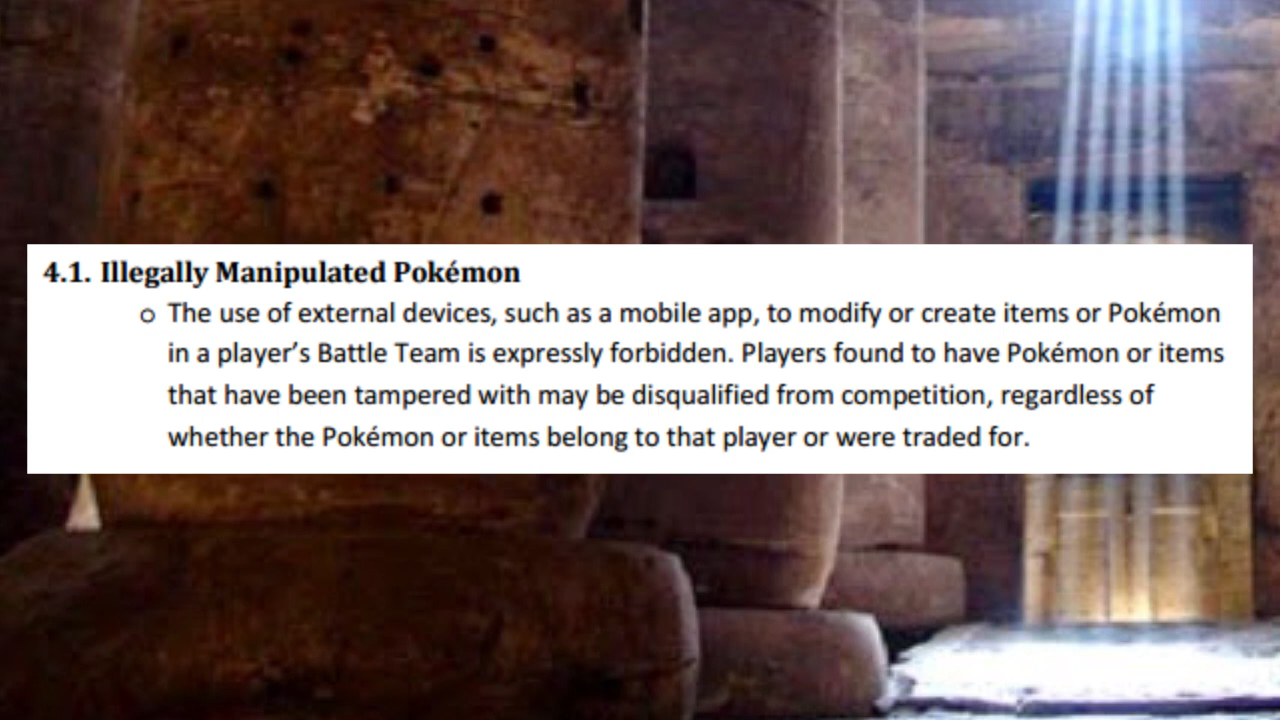 4.1. Illegally Manipulated Pokémon
o The use of external devices, such as a mobile app, to modify or create items or Pokémon
in a player's Battle Team is expressly forbidden. Players found to have Pokémon or items
that have been tampered with may be disqualified from competition, regardless of
whether the Pokémon or items belong to that player or were traded for.